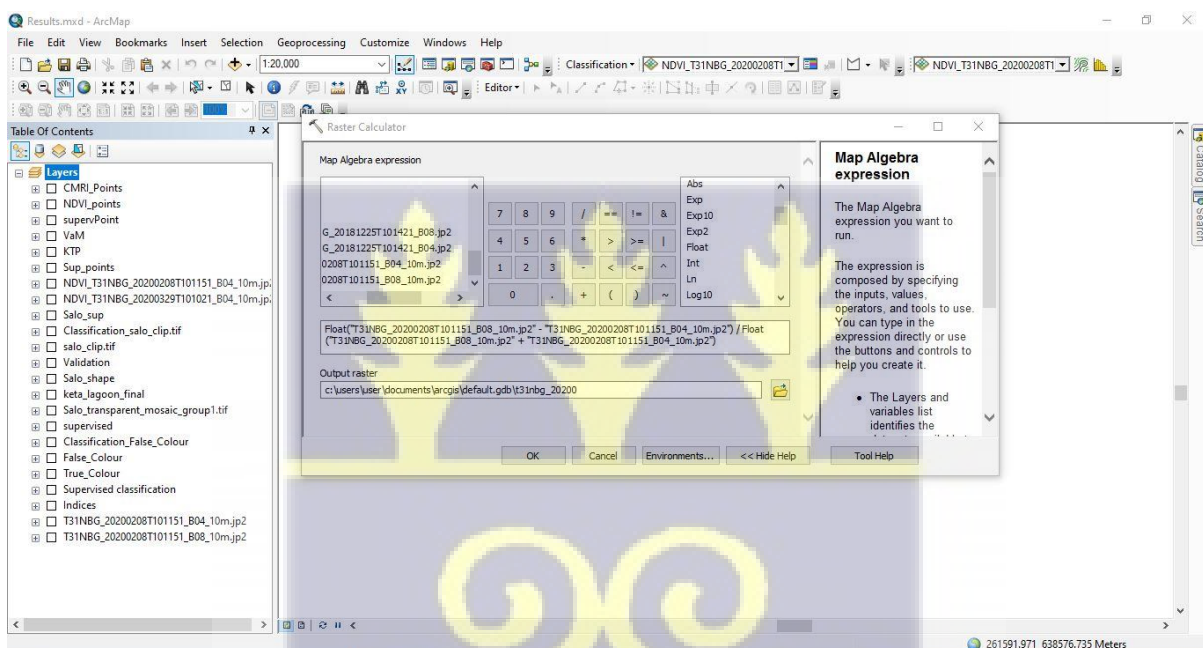 Results.mxd - ArcMap
File Edit View Bookmarks Insert Selection Geoprocessing Customize Windows Help
1:20,000 Classification NDVI_T31NBG_20200208T1 NDVI_T31NBG_20200208T1
Editor
Table Of Contents
Layers
CMRI_Points
NDVI_points
supervPoint
VaM
KTP
Sup_points
NDVI_T31NBG_20200208T101151_B04_10m.jp
NDVI_T31NBG_20200329T101021_B04_10m.jp
Salo_sup
Classification_salo_clip.tif
salo_clip.tif
Validation
Salo_shape
keta_lagoon_final
Salo_transparent_mosaic_group1.tif
supervised
Classification_False_Colour
False_Colour
True_Colour
Supervised classification
Indices
T31NBG_20200208T101151_B04_10m.jp2
T31NBG_20200208T101151_B08_10m.jp2
Raster Calculator
Map Algebra expression
G_20181225T101421_B08.jp2
G_20181225T101421_B04.jp2
0208T101151_B04_10m.jp2
0208T101151_B08_10m.jp2
7 8 9 / == != &
4 5 6 * > >= |
1 2 3 - < <= ^
0 . + ( ) ~
Abs
Exp
Exp10
Exp2
Float
Int
Ln
Log10
Float("T31NBG_20200208T101151_B08_10m.jp2" - "T31NBG_20200208T101151_B04_10m.jp2") / Float
("T31NBG_20200208T101151_B08_10m.jp2" + "T31NBG_20200208T101151_B04_10m.jp2")
Output raster
c:\users\user\documents\arcgis\default.gdb\t31nbg_20200
OK Cancel Environments... << Hide Help Tool Help
Map Algebra
expression
The Map Algebra
expression you want to
run.
The expression is
composed by specifying
the inputs, values,
operators, and tools to use.
You can type in the
expression directly or use
the buttons and controls to
help you create it.
• The Layers and
variables list
identifies the
Catalog
Search
261591.971 638576.735 Meters